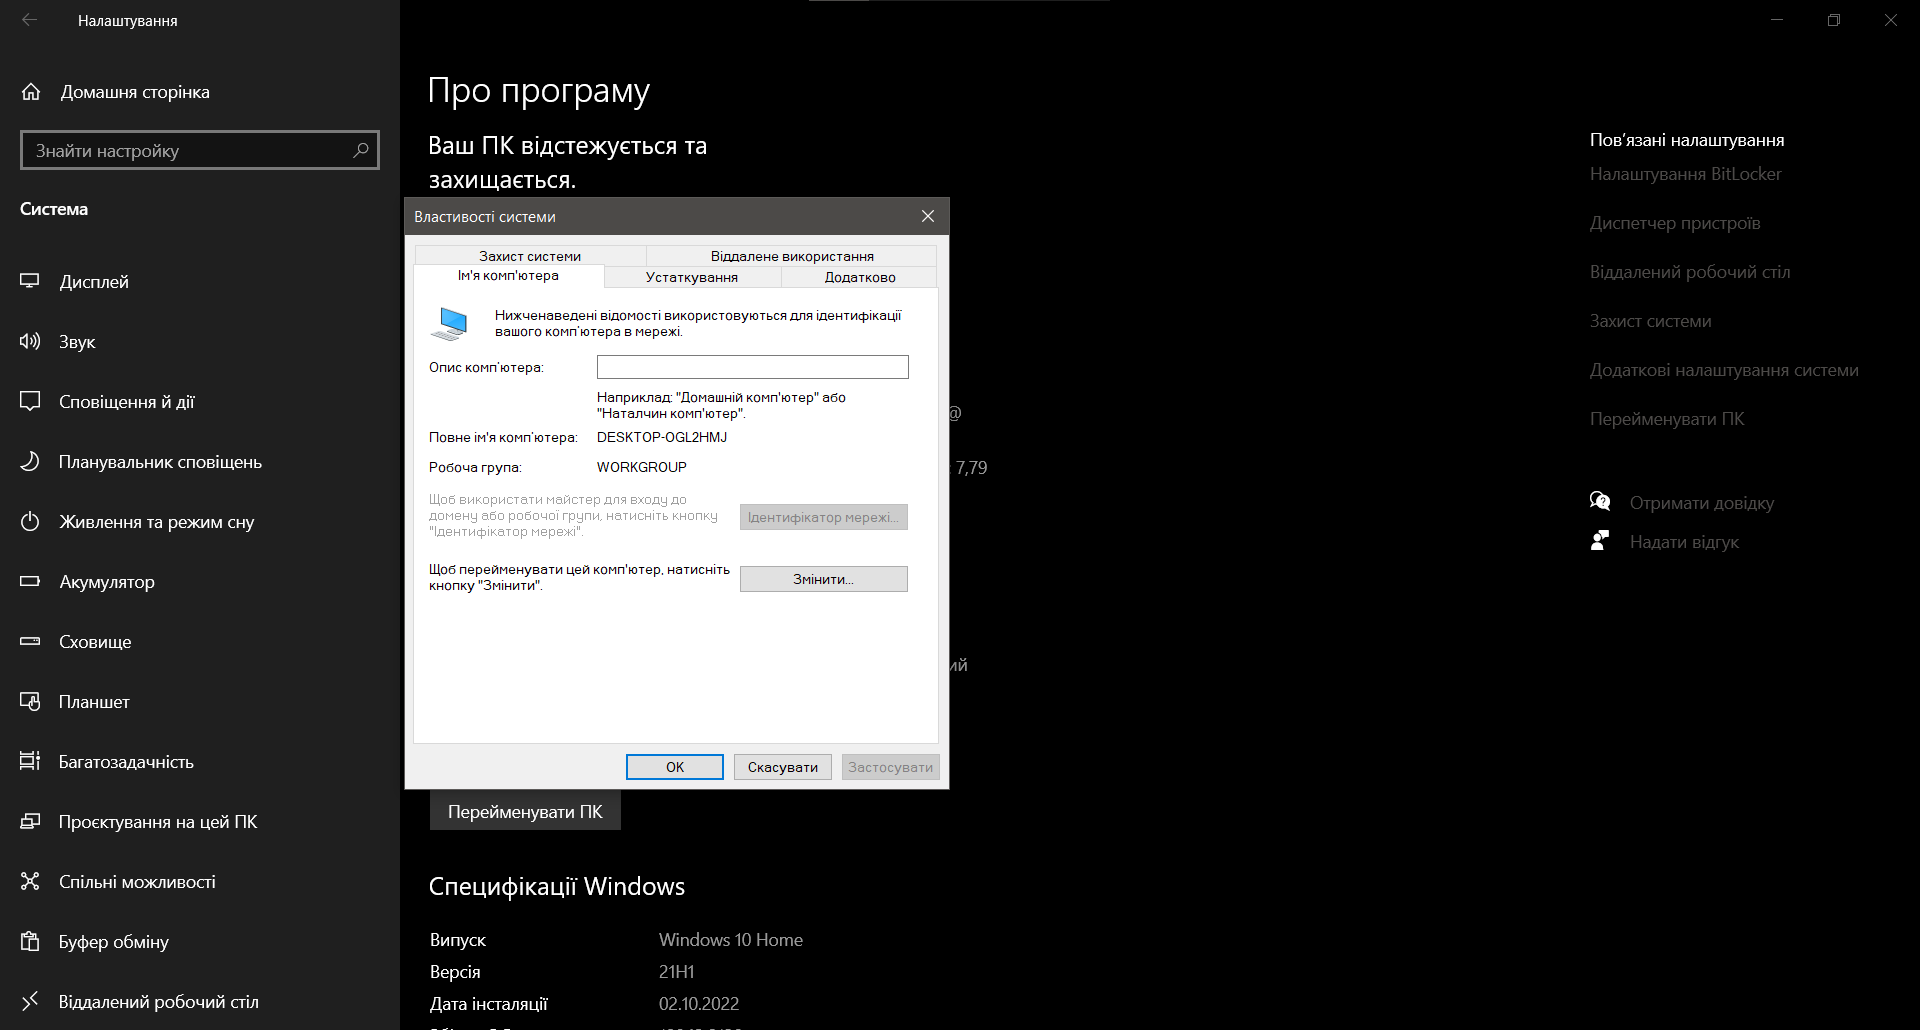 Налаштування
Домашня сторінка
Знайти настройку
Система
Дисплей
Звук
Сповіщення й дії
Планувальник сповіщень
Живлення та режим сну
Акумулятор
Сховище
Планшет
Багатозадачність
Проєктування на цей ПК
Спільні можливості
Буфер обміну
Віддалений робочий стіл
Про програму
Ваш ПК відстежується та
захищається.
Властивості системи
Захист системи
Віддалене використання
Ім'я комп'ютера
Устаткування
Додатково
Нижченаведені відомості використовуються для ідентифікації
вашого комп'ютера в мережі.
Опис комп'ютера:
Наприклад: "Домашній комп'ютер" або
"Наталчин комп'ютер".
Повне ім'я комп'ютера: DESKTOP-OGL2HMJ
Робоча група: WORKGROUP
Щоб використати майстер для входу до
домену або робочої групи, натисніть кнопку
"Ідентифікатор мережі".
Ідентифікатор мережі...
Щоб перейменувати цей комп'ютер, натисніть
кнопку "Змінити".
Змінити...
OK
Скасувати
Застосувати
@
7,79
ий
Перейменувати ПК
Специфікації Windows
Випуск Windows 10 Home
Версія 21H1
Дата інсталяції 02.10.2022
Пов’язані налаштування
Налаштування BitLocker
Диспетчер пристроїв
Віддалений робочий стіл
Захист системи
Додаткові налаштування системи
Перейменувати ПК
Отримати довідку
Надати відгук